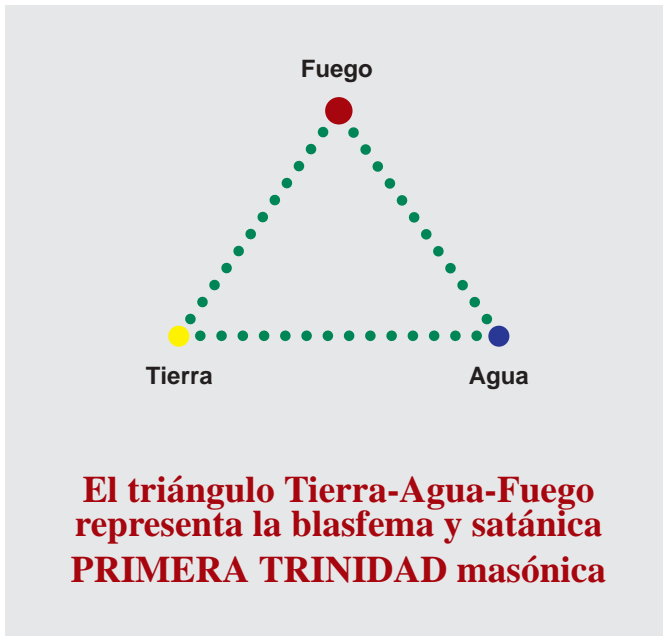 Fuego
Tierra
Agua
El triángulo Tierra-Agua-Fuego
representa la blasfema y satánica
PRIMERA TRINIDAD masónica